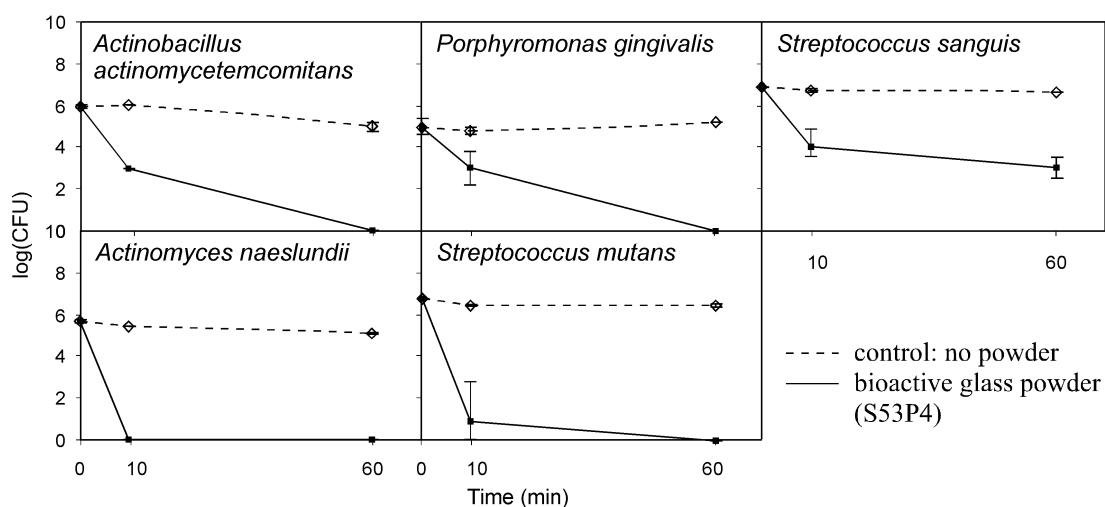 10
8
6
4
2
10
8
6
4
2
0
log(CFU)
Actinobacillus
actinomycetemcomitans
Porphyromonas gingivalis
Streptococcus sanguis
10 60
Actinomyces naeslundii
Streptococcus mutans
control: no powder
bioactive glass powder
(S53P4)
0 10 60 0 10 60
Time (min)